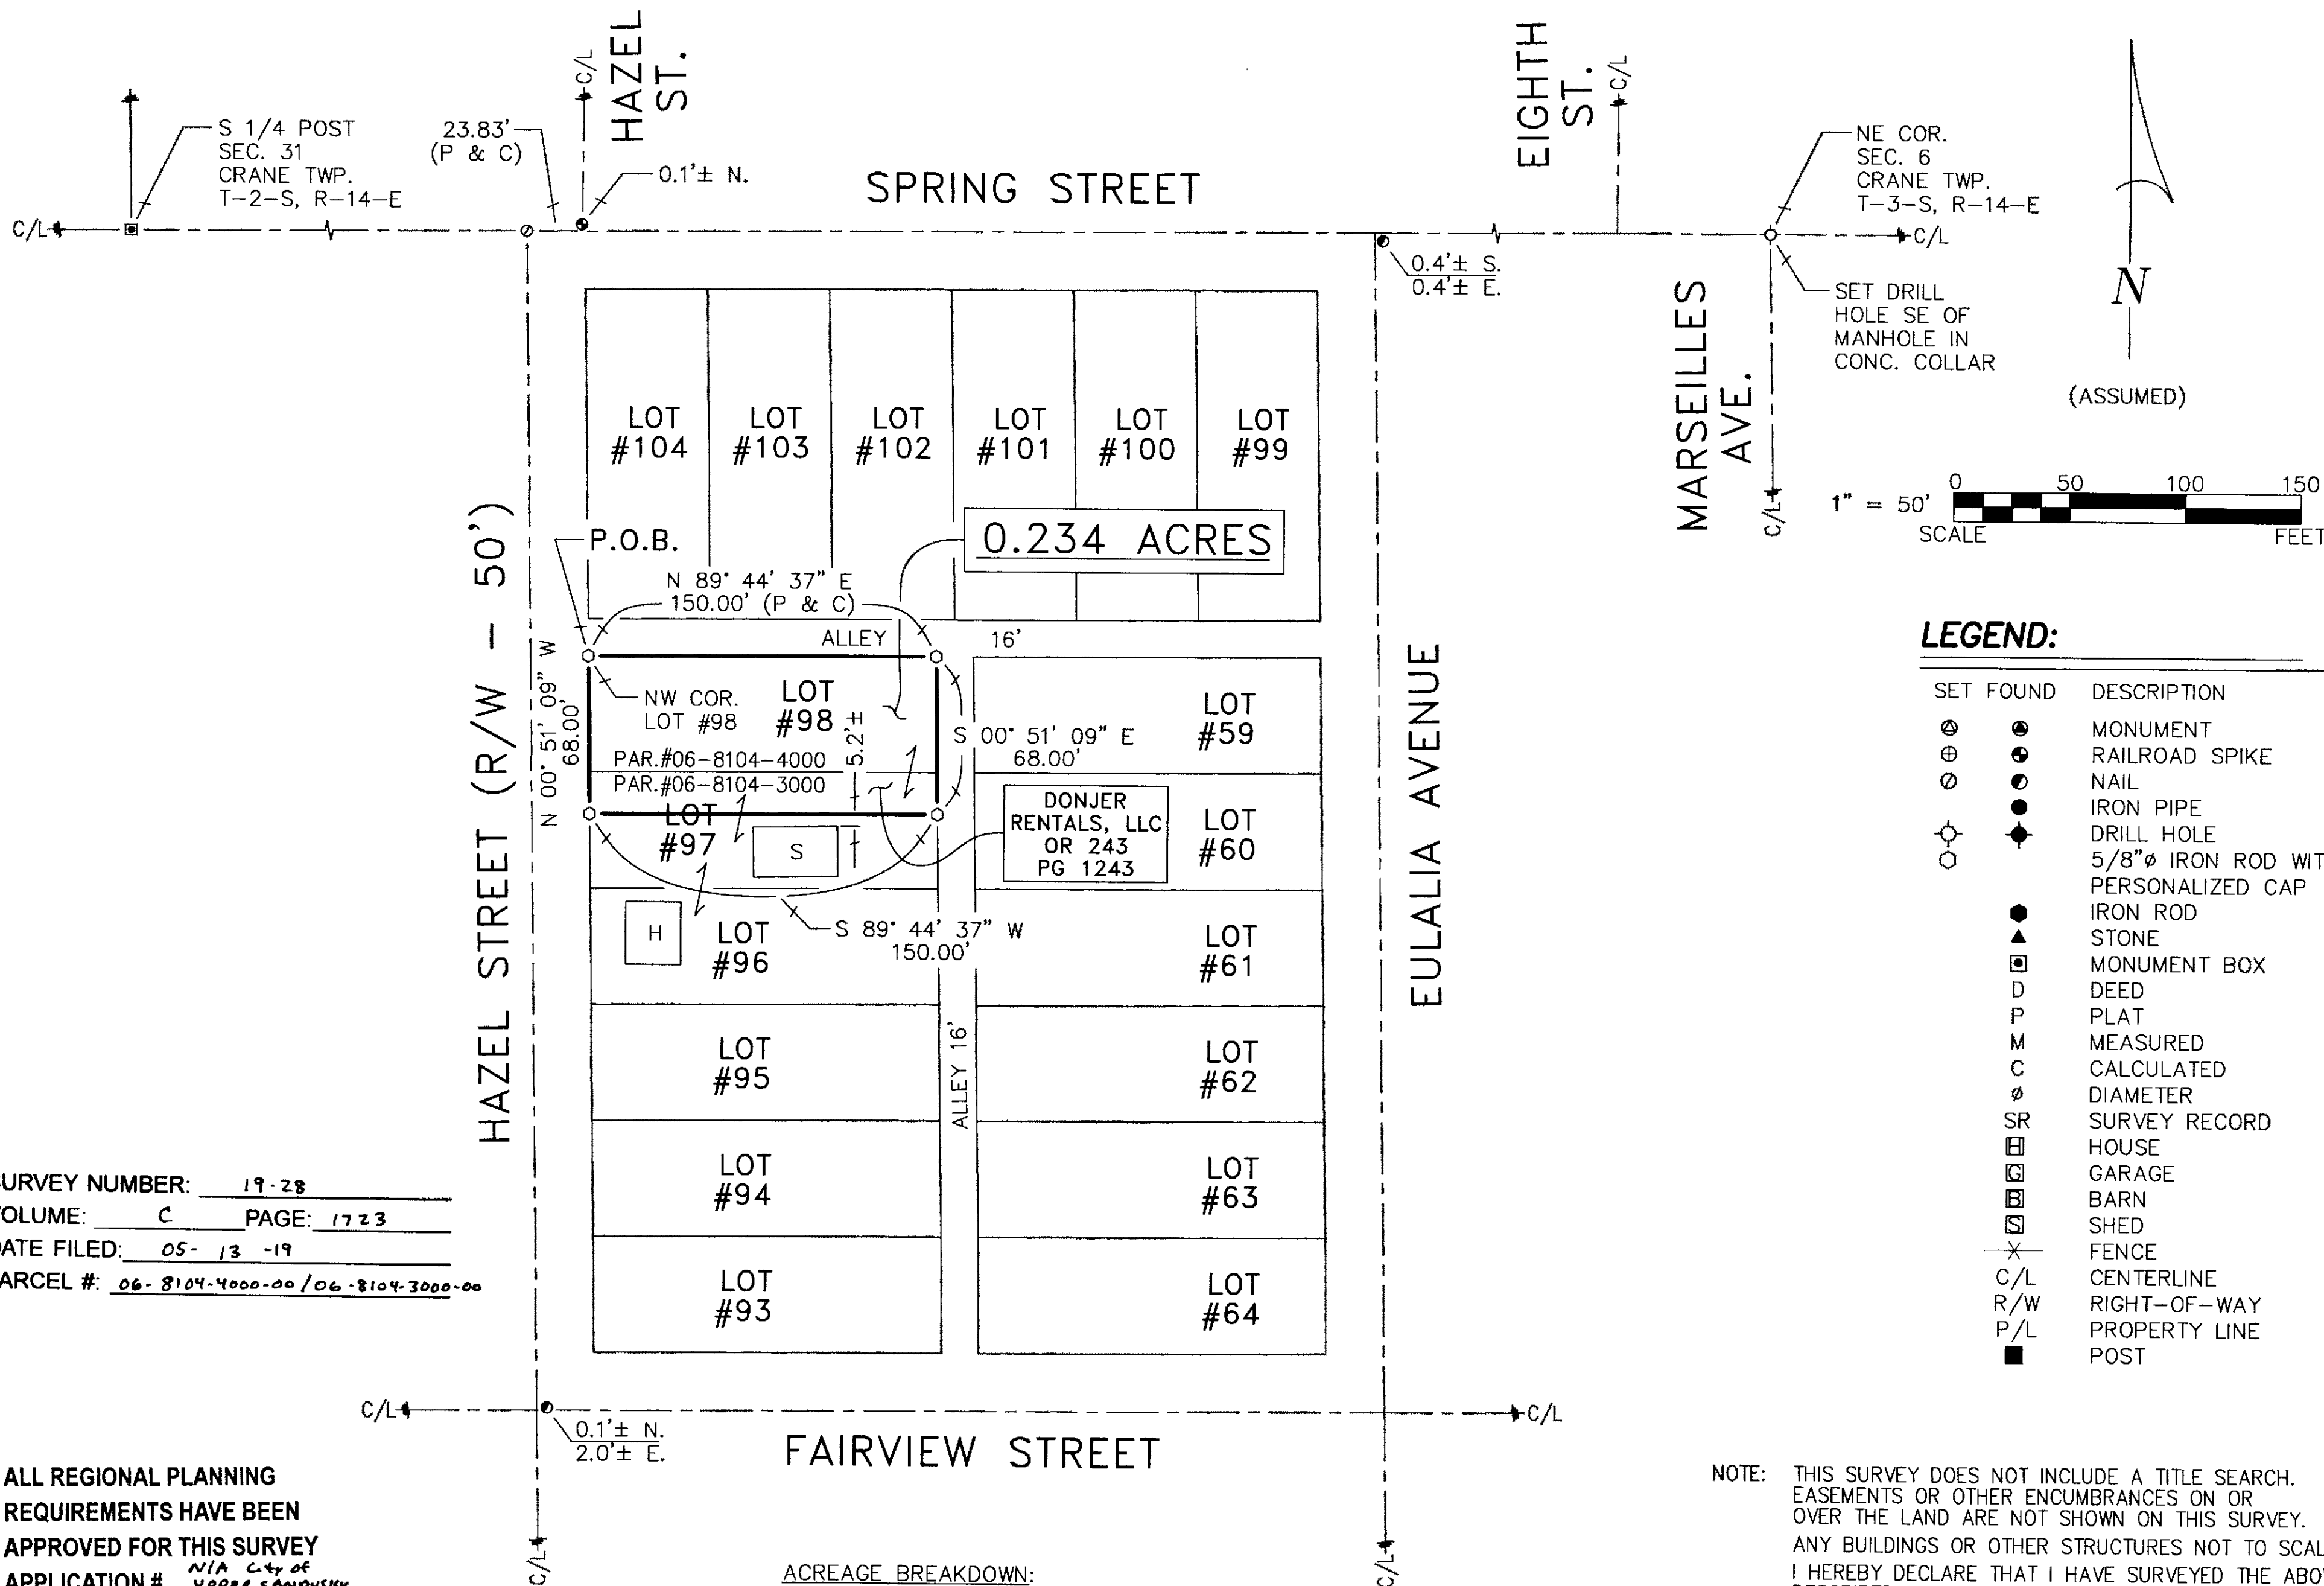 HAZEL
ST.
C/L
EIGHTH
ST.
C/L
S 1/4 POST
SEC. 31
CRANE TWP.
T-2-S, R-14-E
23.83'
(P & C)
0.1'± N.
SPRING STREET
NE COR.
SEC. 6
CRANE TWP.
T-3-S, R-14-E
C/L
C/L
0.4'± S.
0.4'± E.
SET DRILL
HOLE SE OF
MANHOLE IN
CONC. COLLAR
N
(ASSUMED)
MARSEILLES
AVE.
C/L
1" = 50'
0 50 100 150
SCALE FEET
LOT
#104
LOT
#103
LOT
#102
LOT
#101
LOT
#100
LOT
#99
0.234 ACRES
P.O.B.
N 89° 44' 37" E
150.00' (P & C)
ALLEY 16'
HAZEL STREET (R/W - 50')
N 00° 51' 09" W
68.00'
NW COR.
LOT #98
LOT
#98
5.2'±
PAR.#06-8104-4000
PAR.#06-8104-3000
S 00° 51' 09" E
68.00'
LOT
#97
S
DONJER
RENTALS, LLC
OR 243
PG 1243
LOT
#59
LOT
#60
EULALIA AVENUE
H
LOT
#96
S 89° 44' 37" W
150.00'
LOT
#61
LOT
#95
ALLEY 16'
LOT
#62
LOT
#94
LOT
#63
LOT
#93
LOT
#64
LEGEND:
SET FOUND DESCRIPTION
MONUMENT
RAILROAD SPIKE
NAIL
IRON PIPE
DRILL HOLE
5/8"ø IRON ROD WIT
PERSONALIZED CAP
IRON ROD
STONE
MONUMENT BOX
D DEED
P PLAT
M MEASURED
C CALCULATED
ø DIAMETER
SR SURVEY RECORD
H HOUSE
G GARAGE
B BARN
S SHED
X FENCE
C/L CENTERLINE
R/W RIGHT-OF-WAY
P/L PROPERTY LINE
POST
URVEY NUMBER: 19-28
OLUME: C PAGE: 1723
ATE FILED: 05- 13 -19
ARCEL #: 06-8104-4000-00/06-8104-3000-00
C/L
C/L
0.1'± N.
2.0'± E.
FAIRVIEW STREET
C/L
C/L
ALL REGIONAL PLANNING
REQUIREMENTS HAVE BEEN
APPROVED FOR THIS SURVEY
APPLICATION # N/A City of
UPPER SANDUSKY
ACREAGE BREAKDOWN:
NOTE: THIS SURVEY DOES NOT INCLUDE A TITLE SEARCH.
EASEMENTS OR OTHER ENCUMBRANCES ON OR
OVER THE LAND ARE NOT SHOWN ON THIS SURVEY.
ANY BUILDINGS OR OTHER STRUCTURES NOT TO SCAL
I HEREBY DECLARE THAT I HAVE SURVEYED THE ABO